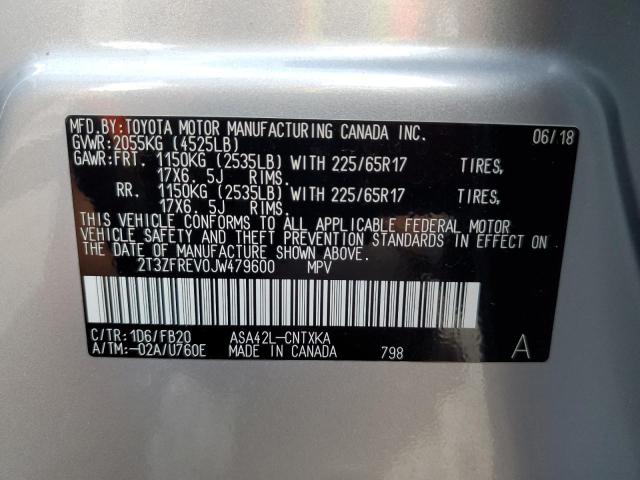 MFD.BY:TOYOTA MOTOR MANUFACTURING CANADA INC. 06/18
GVWR:2055KG (4525LB)
GAWR:FRT. 1150KG (2535LB) WITH 225/65R17 TIRES,
17X6. 5J RIMS.
RR. 1150KG (2535LB) WITH 225/65R17 TIRES,
17X6. 5J RIMS.
THIS VEHICLE CONFORMS TO ALL APPLICABLE FEDERAL MOTOR
VEHICLE SAFETY AND THEFT PREVENTION STANDARDS IN EFFECT ON
THE DATE OF MANUFACTURE SHOWN ABOVE.
2T3ZFREV0JW479600 MPV
C/TR:1D6/FB20 ASA42L-CNTXKA
A/TM:-02A/U760E MADE IN CANADA 798 A